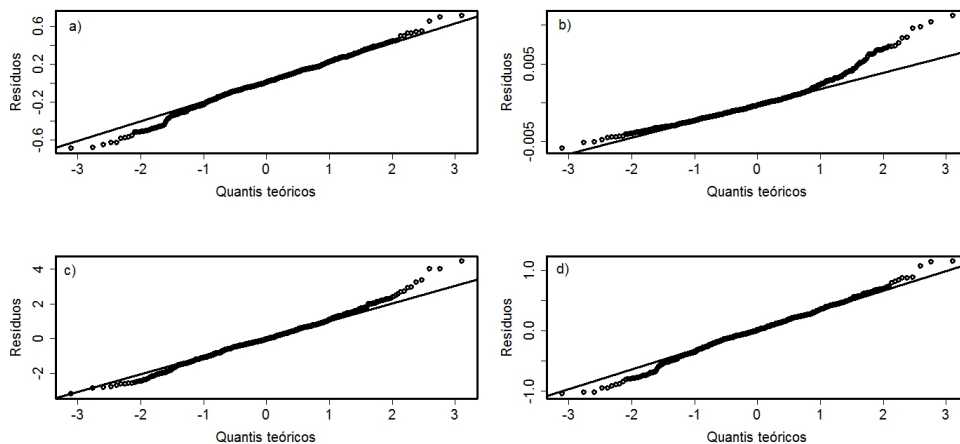 a)
Resíduos
0.6
0.2
-0.2
-0.6
-3 -2 -1 0 1 2 3
Quantis teóricos
b)
Resíduos
0.005
-0.005
-3 -2 -1 0 1 2 3
Quantis teóricos
c)
Resíduos
4
2
0
-2
-3 -2 -1 0 1 2 3
Quantis teóricos
d)
Resíduos
1.0
0.0
-1.0
-3 -2 -1 0 1 2 3
Quantis teóricos